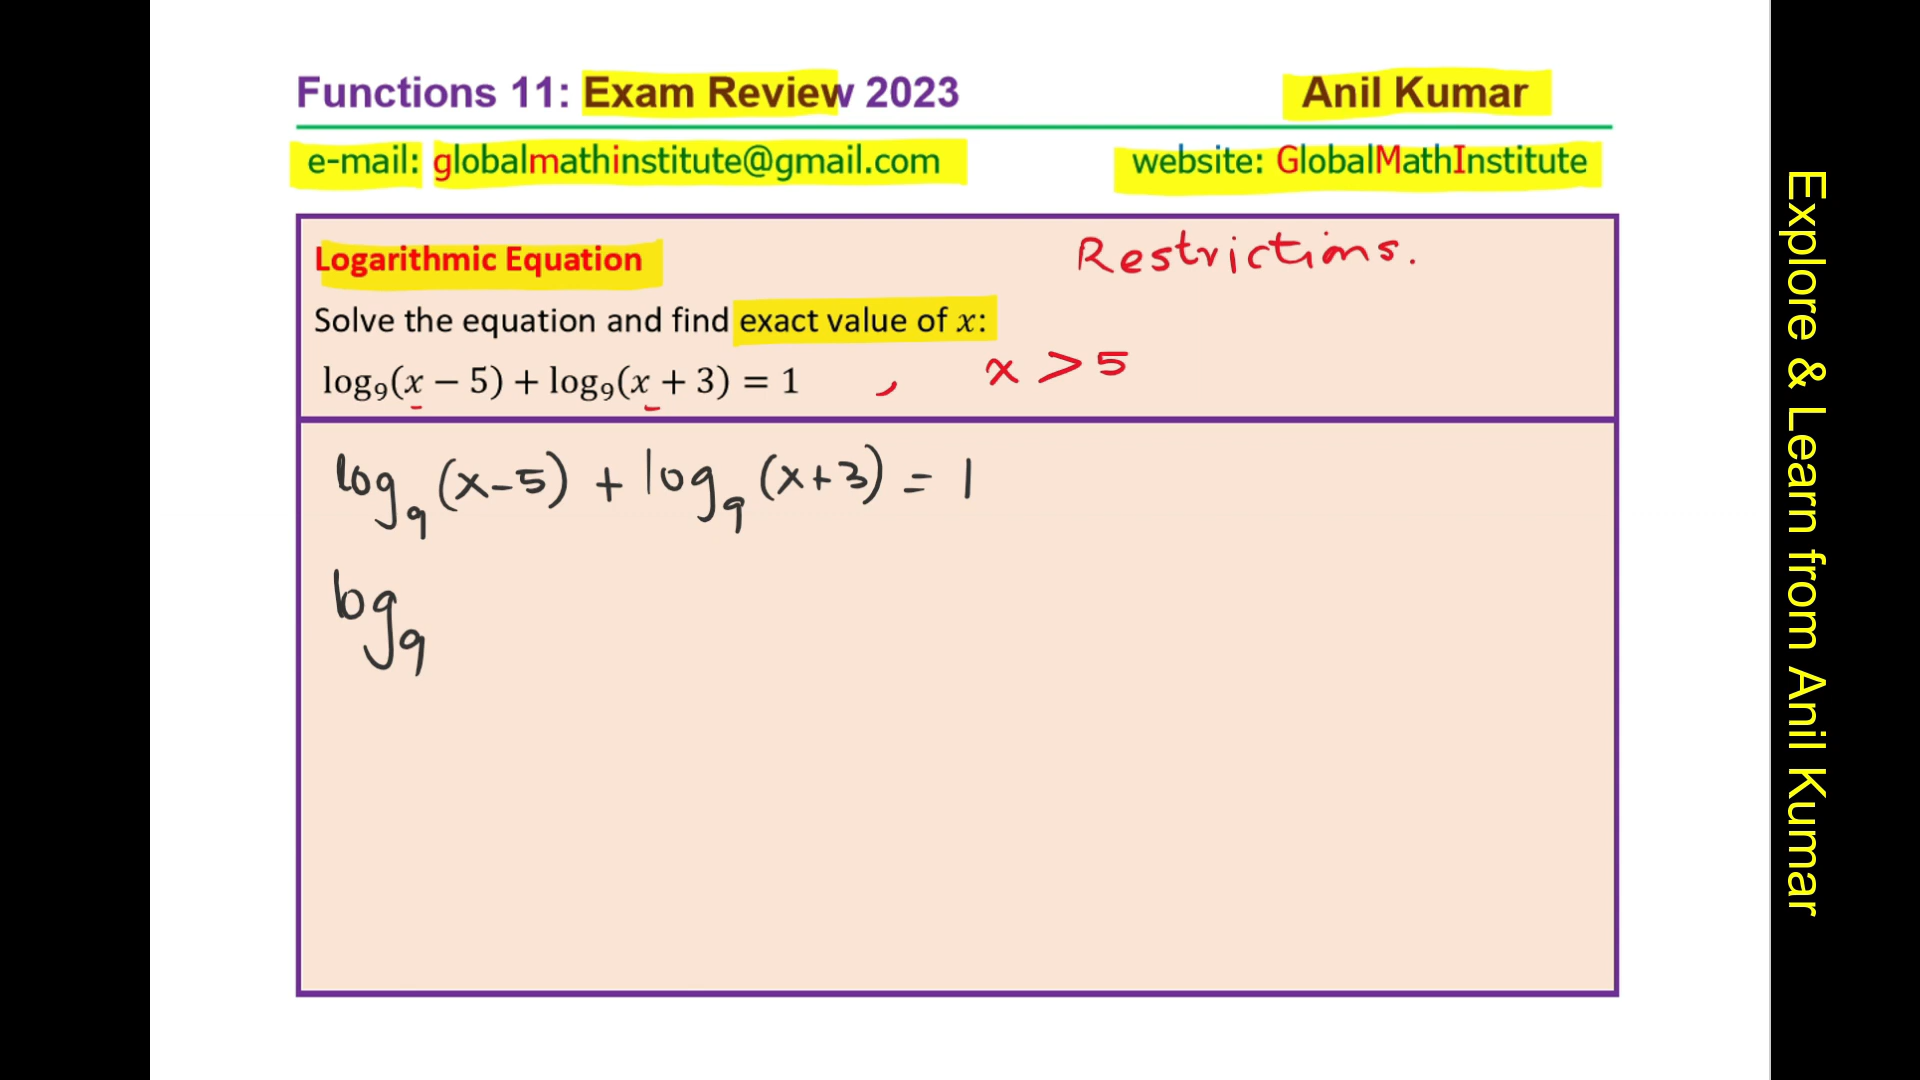 Functions 11: Exam Review 2023 Anil Kumar
e-mail: globalmathinstitute@gmail.com website: GlobalMathInstitute
Logarithmic Equation Restrictions.
Solve the equation and find exact value of x:
log₉(x − 5) + log₉(x + 3) = 1 , x > 5
log₉(x-5) + log₉(x+3) = 1
log₉
Explore & Learn from Anil Kumar